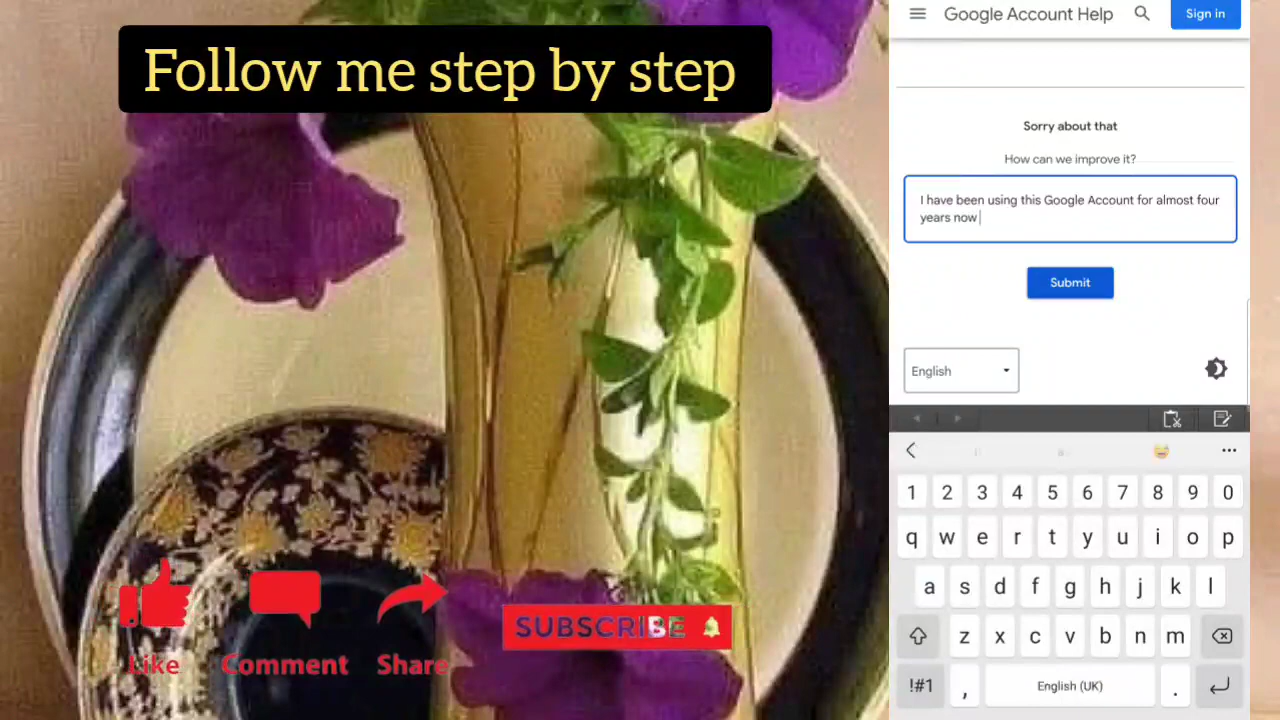 Follow me step by step
Like
Comment
Share
SUBSCRIBE
Google Account Help
Sign in
Sorry about that
How can we improve it?
I have been using this Google Account for almost four
years now
Submit
English
1 2 3 4 5 6 7 8 9 0
q w e r t y u i o p
a s d f g h j k l
z x c v b n m
!#1 , English (UK) .